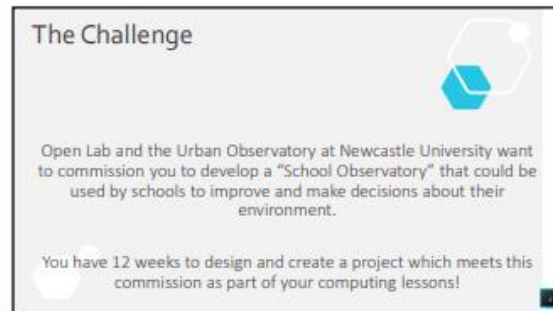 The Challenge
Open Lab and the Urban Observatory at Newcastle University want
to commission you to develop a “School Observatory” that could be
used by schools to improve and make decisions about their
environment.
You have 12 weeks to design and create a project which meets this
commission as part of your computing lessons!